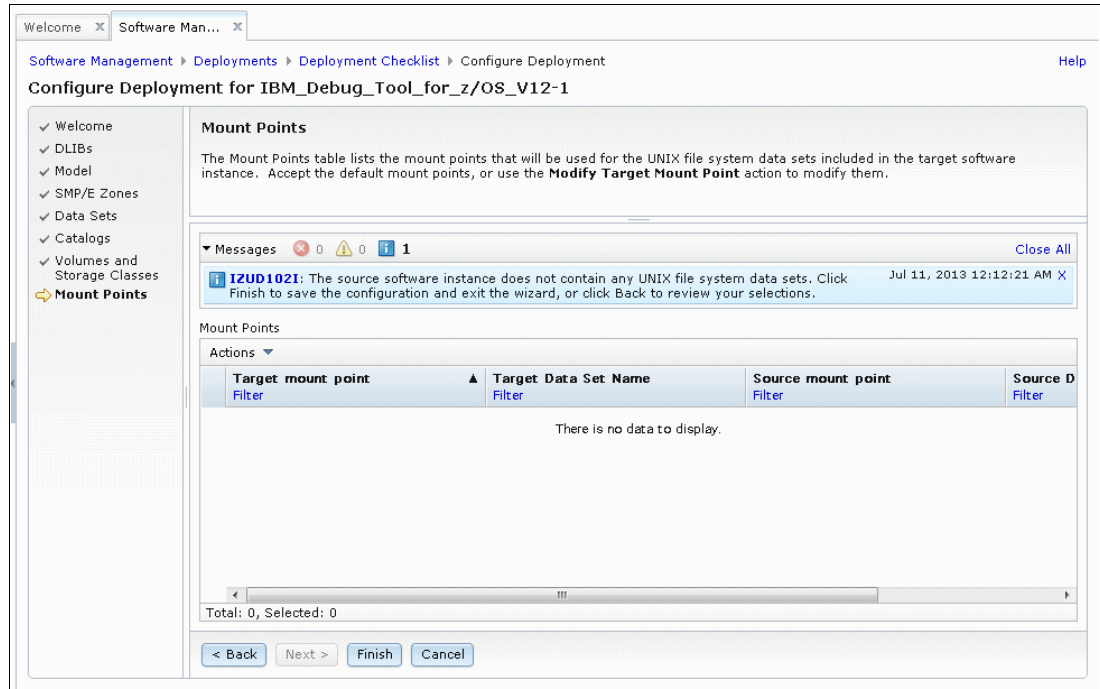 Welcome X Software Man... X
Software Management Deployments Deployment Checklist Configure Deployment Help
Configure Deployment for IBM_Debug_Tool_for_z/OS_V12-1
Welcome
DLIBs
Model
SMP/E Zones
Data Sets
Catalogs
Volumes and
Storage Classes
Mount Points
Mount Points
The Mount Points table lists the mount points that will be used for the UNIX file system data sets included in the target software
instance. Accept the default mount points, or use the Modify Target Mount Point action to modify them.
Messages 0 0 1 Close All
IZUD102I: The source software instance does not contain any UNIX file system data sets. Click Jul 11, 2013 12:12:21 AM X
Finish to save the configuration and exit the wizard, or click Back to review your selections.
Mount Points
Actions
Target mount point Target Data Set Name Source mount point Source D
Filter Filter Filter Filter
There is no data to display.
Total: 0, Selected: 0
< Back Next > Finish Cancel